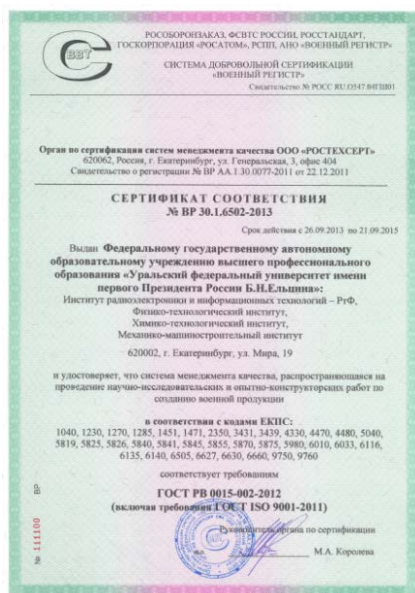 РОСОБОРОНЗАКАЗ, ФСВТС РОССИИ, РОССТАНДАРТ,
ГОСКОРПОРАЦИЯ «РОСАТОМ», РСПП, АНО «ВОЕННЫЙ РЕГИСТР»
СИСТЕМА ДОБРОВОЛЬНОЙ СЕРТИФИКАЦИИ
«ВОЕННЫЙ РЕГИСТР»
Свидетельство № РОСС RU.И547.04ГШ01
ВВТ
Орган по сертификации систем менеджмента качества ООО «РОСТЕХСЕРТ»
620062, Россия, г. Екатеринбург, ул. Генеральская, 3, офис 404
Свидетельство о регистрации № ВР АА.1.30.0077-2011 от 22.12.2011
СЕРТИФИКАТ СООТВЕТСТВИЯ
№ ВР 30.1.6502-2013
Срок действия с 26.09.2013 по 21.09.2015
Выдан Федеральному государственному автономному
образовательному учреждению высшего профессионального
образования «Уральский федеральный университет имени
первого Президента России Б.Н.Ельцина»:
Институт радиоэлектроники и информационных технологий – РтФ,
Физико-технологический институт,
Химико-технологический институт,
Механико-машиностроительный институт
620002, г. Екатеринбург, ул. Мира, 19
и удостоверяет, что система менеджмента качества, распространяющаяся на
проведение научно-исследовательских и опытно-конструкторских работ по
созданию военной продукции
в соответствии с кодами ЕКПС:
1040, 1230, 1270, 1285, 1451, 1471, 2350, 3431, 3439, 4330, 4470, 4480, 5040,
5819, 5825, 5826, 5840, 5841, 5845, 5855, 5870, 5875, 5980, 6010, 6033, 6116,
6135, 6140, 6505, 6627, 6630, 6660, 9750, 9760
соответствует требованиям
ГОСТ РВ 0015-002-2012
(включая требования ГОСТ ISO 9001-2011)
Руководитель органа по сертификации
М.А. Королева
№ 111100 ВР